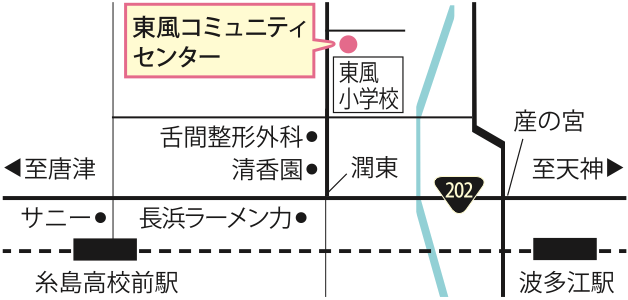 東風コミュニティ
センター
東風
小学校
舌間整形外科
産の宮
至唐津
清香園
潤東
至天神
202
サニー
長浜ラーメン力
糸島高校前駅
波多江駅